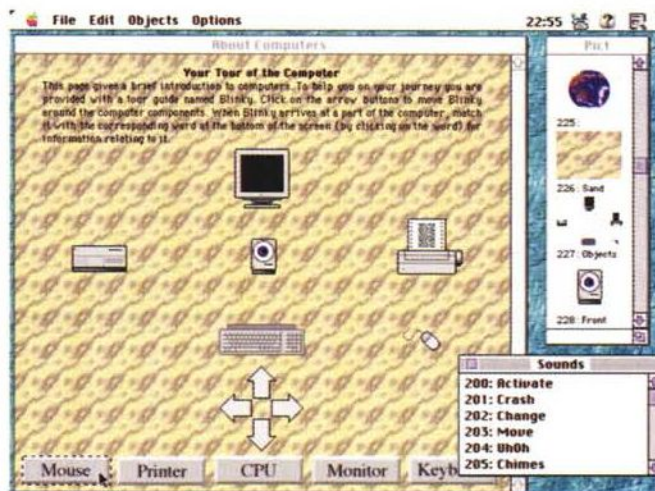 File Edit Objects Options 22:55
About Computers
Your Tour of the Computer
This page gives a brief introduction to computers. To help you on your journey you are
provided with a tour guide named Blinky. Click on the arrow buttons to move Blinky
around the computer components. When Blinky arrives at a part of the computer, match
it with the corresponding word at the bottom of the screen (by clicking on the word) for
information relating to it.
Mouse Printer CPU Monitor Keyb
Pict
225:
226: Sand
227: Objects
228: Front
Sounds
200: Activate
201: Crash
202: Change
203: Move
204: UhOh
205: Chimes